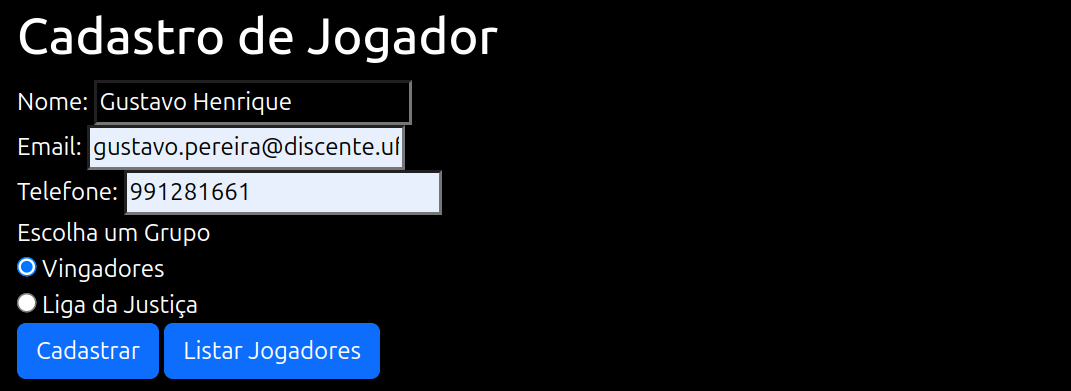 Cadastro de Jogador
Nome: Gustavo Henrique
Email: gustavo.pereira@discente.uf
Telefone: 991281661
Escolha um Grupo
Vingadores
Liga da Justiça
Cadastrar Listar Jogadores